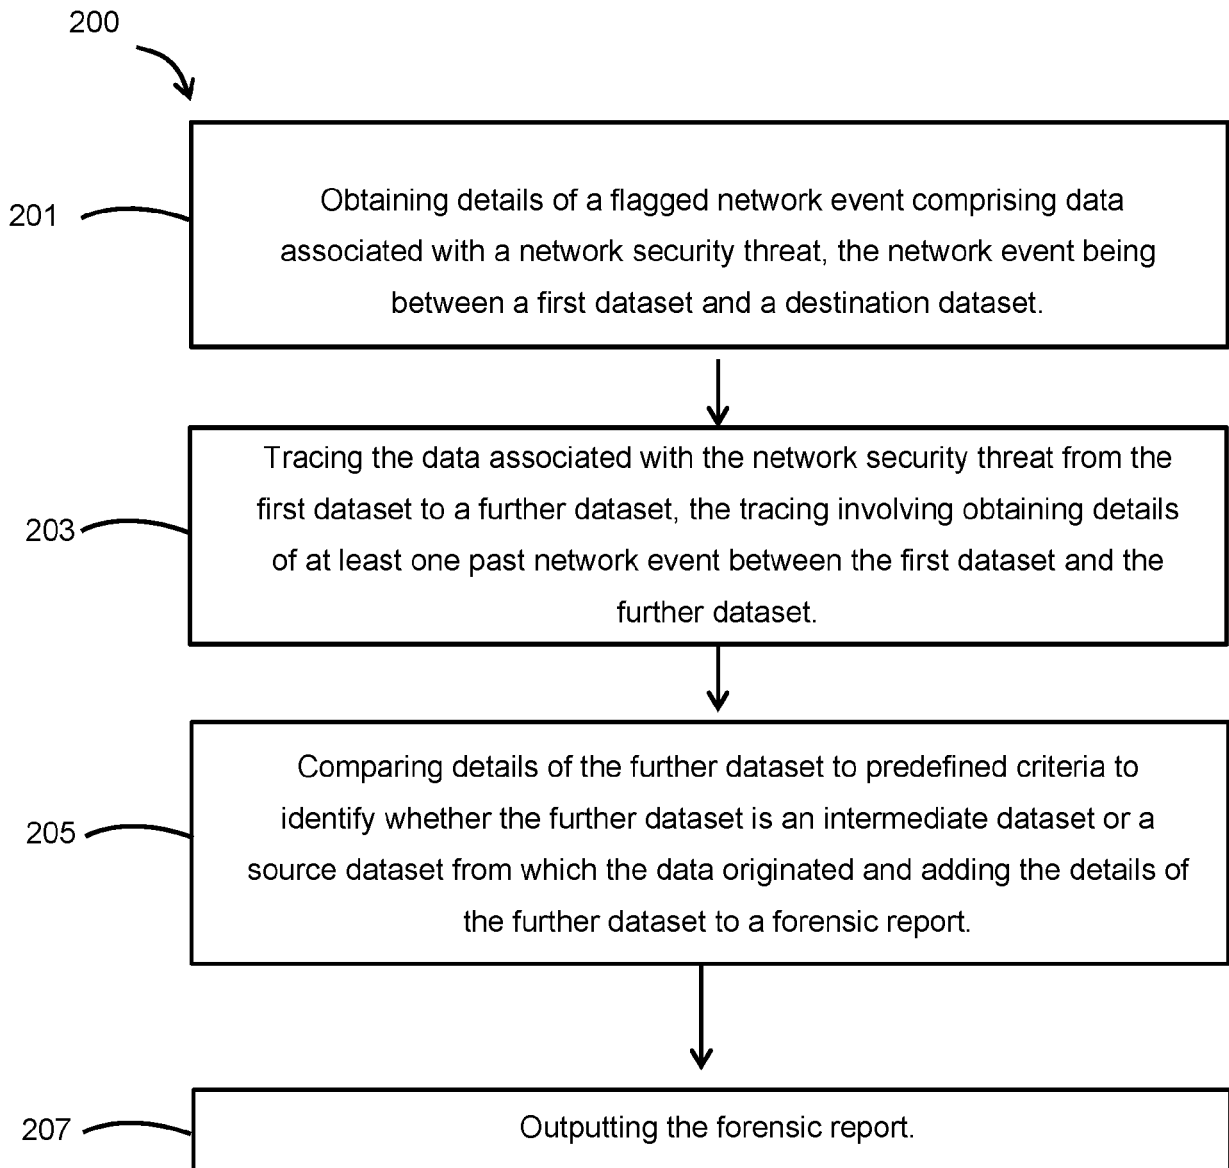 200
201
Obtaining details of a flagged network event comprising data
associated with a network security threat, the network event being
between a first dataset and a destination dataset.
203
Tracing the data associated with the network security threat from the
first dataset to a further dataset, the tracing involving obtaining details
of at least one past network event between the first dataset and the
further dataset.
205
Comparing details of the further dataset to predefined criteria to
identify whether the further dataset is an intermediate dataset or a
source dataset from which the data originated and adding the details of
the further dataset to a forensic report.
207
Outputting the forensic report.